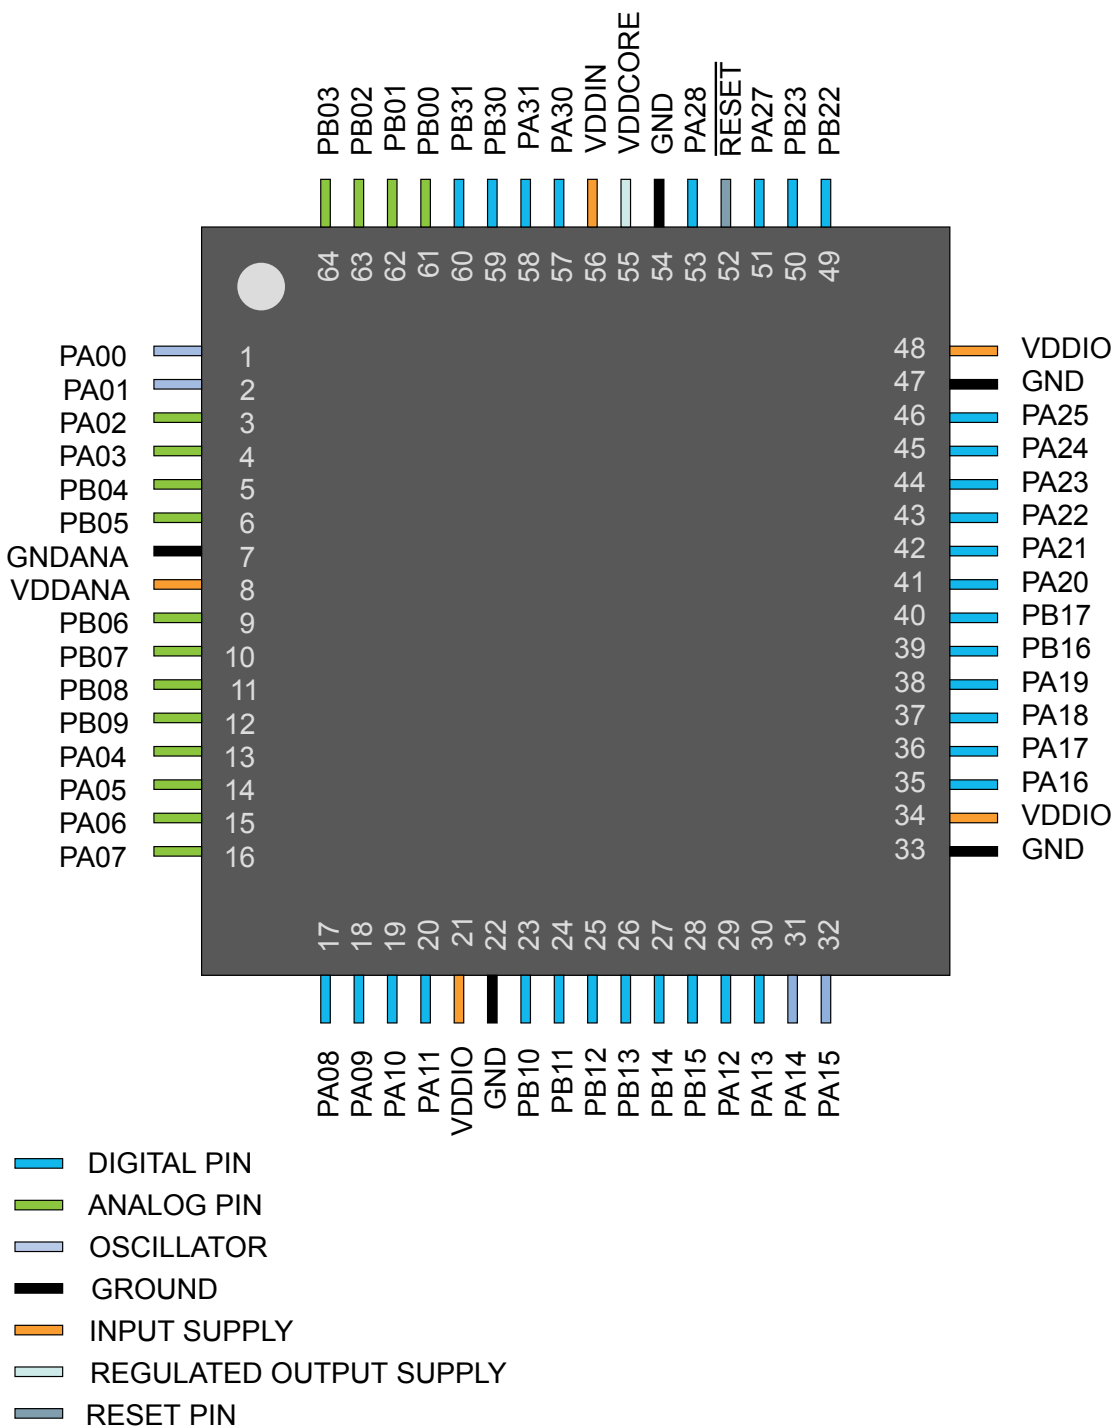 PB03
PB02
PB01
PB00
PB31
PB30
PA31
PA30
VDDIN
VDDCORE
GND
PA28
RESET
PA27
PB23
PB22
64
63
62
61
60
59
58
57
56
55
54
53
52
51
50
49
PA00 1
PA01 2
PA02 3
PA03 4
PB04 5
PB05 6
GNDANA 7
VDDANA 8
PB06 9
PB07 10
PB08 11
PB09 12
PA04 13
PA05 14
PA06 15
PA07 16
48 VDDIO
47 GND
46 PA25
45 PA24
44 PA23
43 PA22
42 PA21
41 PA20
40 PB17
39 PB16
38 PA19
37 PA18
36 PA17
35 PA16
34 VDDIO
33 GND
17
18
19
20
21
22
23
24
25
26
27
28
29
30
31
32
PA08
PA09
PA10
PA11
VDDIO
GND
PB10
PB11
PB12
PB13
PB14
PB15
PA12
PA13
PA14
PA15
DIGITAL PIN
ANALOG PIN
OSCILLATOR
GROUND
INPUT SUPPLY
REGULATED OUTPUT SUPPLY
RESET PIN